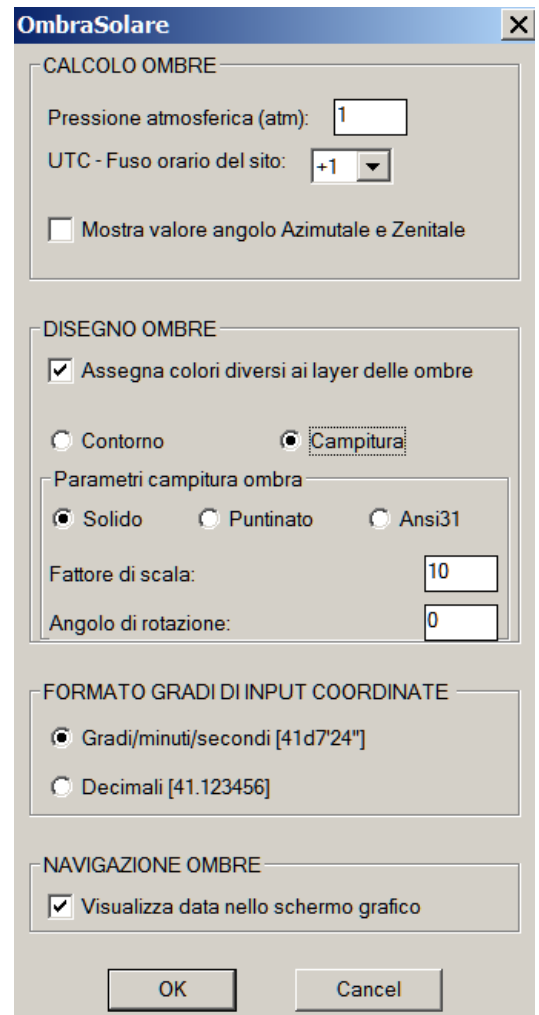 OmbraSolare
CALCOLO OMBRE
Pressione atmosferica (atm): 1
UTC - Fuso orario del sito: +1
Mostra valore angolo Azimutale e Zenitale
DISEGNO OMBRE
Assegna colori diversi ai layer delle ombre
Contorno Campitura
Parametri campitura ombra
Solido Puntinato Ansi31
Fattore di scala: 10
Angolo di rotazione: 0
FORMATO GRADI DI INPUT COORDINATE
Gradi/minuti/secondi [41d7'24"]
Decimali [41.123456]
NAVIGAZIONE OMBRE
Visualizza data nello schermo grafico
OK Cancel